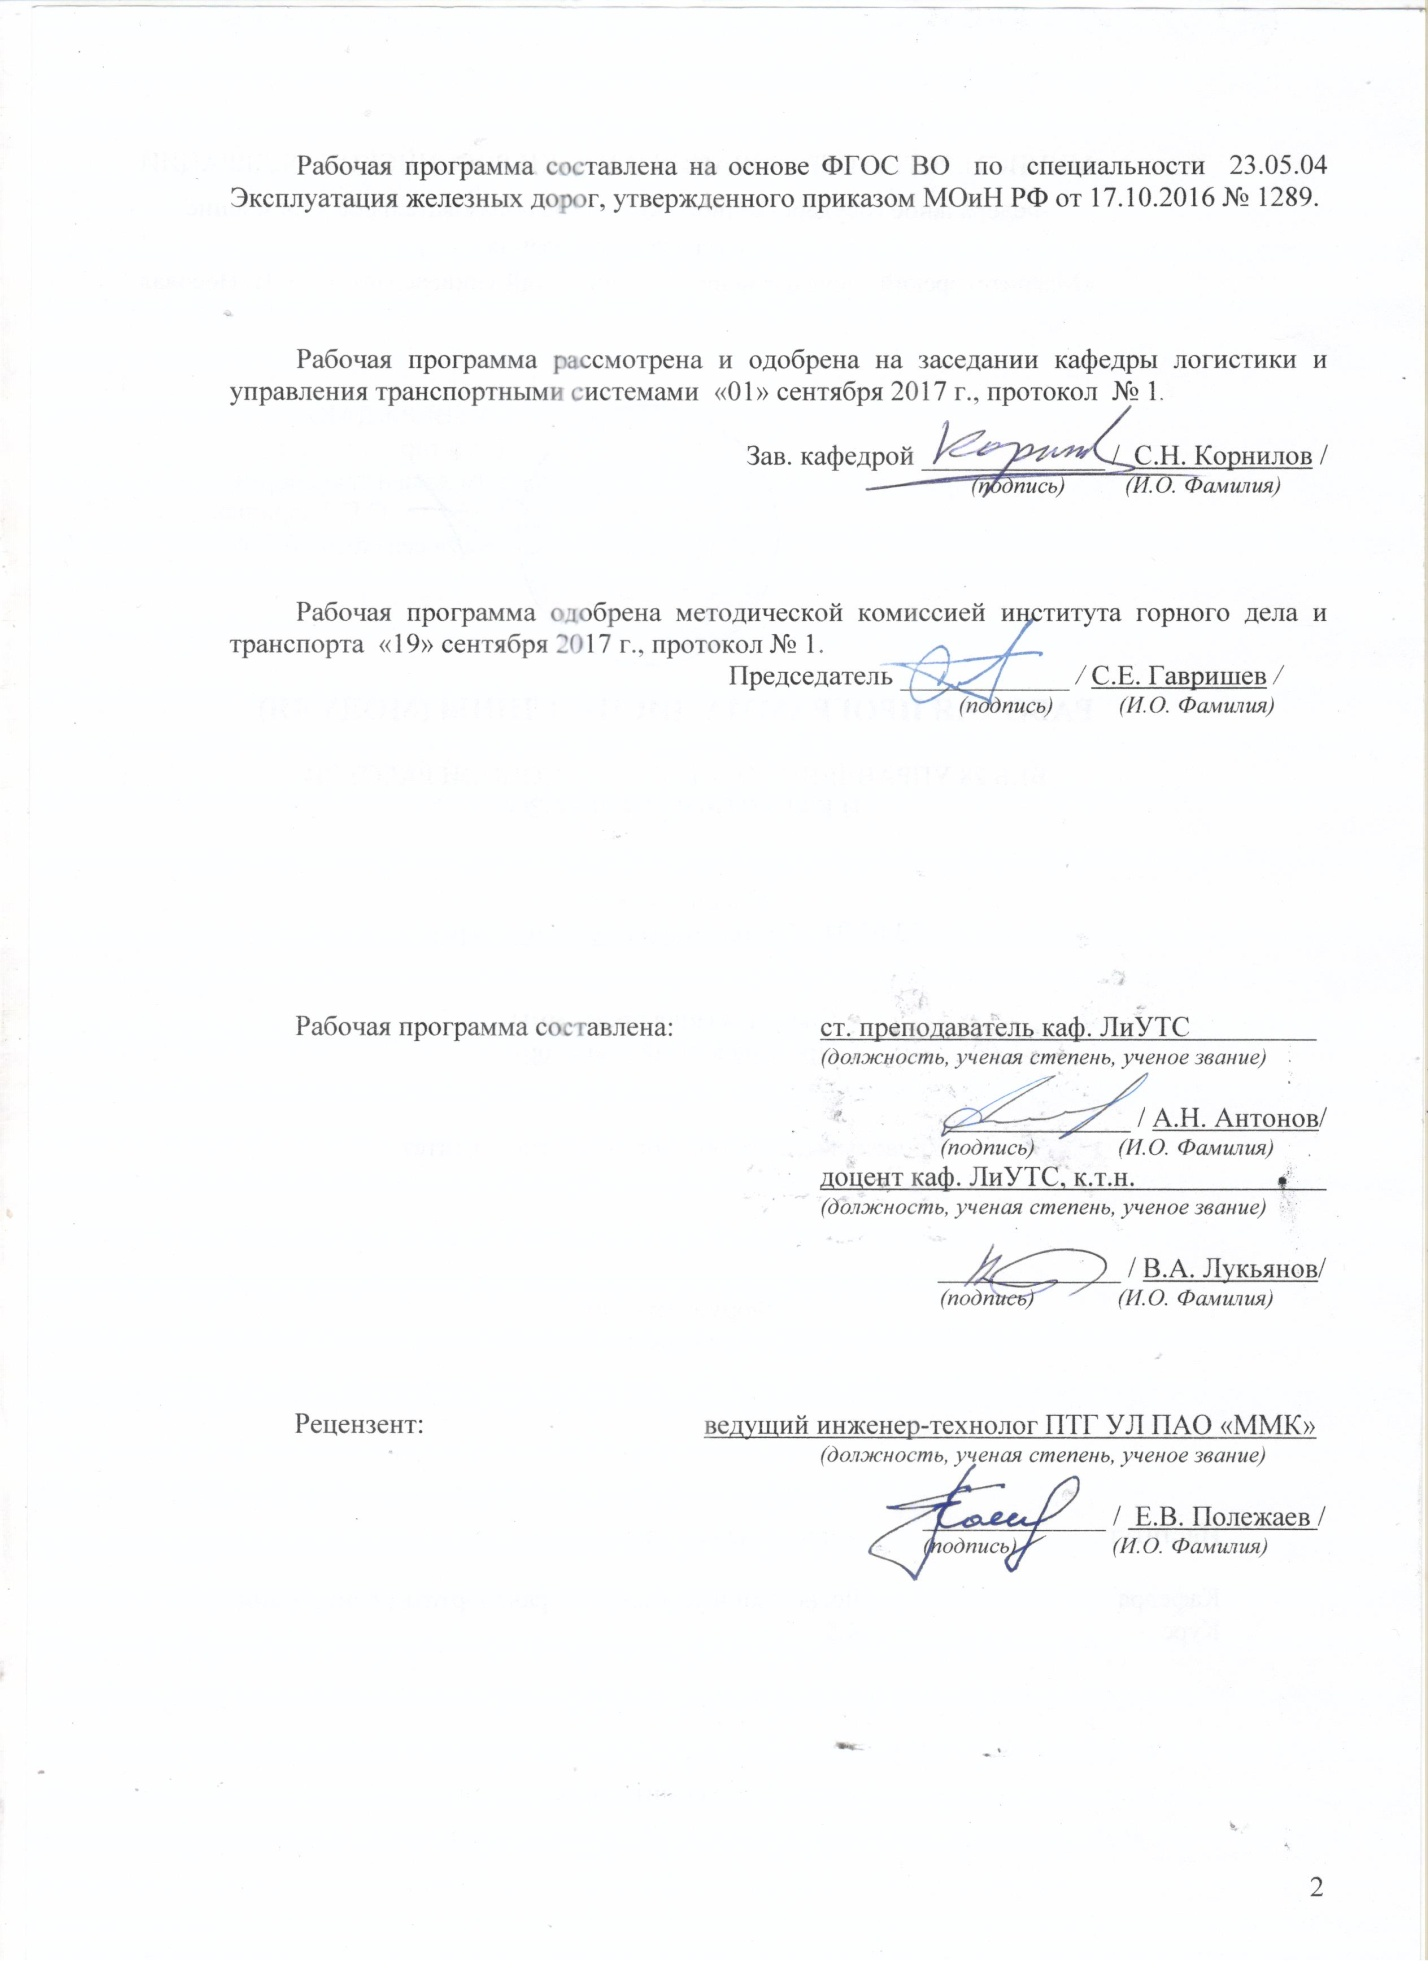 Рабочая программа составлена на основе ФГОС ВО по специальности 23.05.04
Эксплуатация железных дорог, утвержденного приказом МОиН РФ от 17.10.2016 № 1289.
Рабочая программа рассмотрена и одобрена на заседании кафедры логистики и
управления транспортными системами «01» сентября 2017 г., протокол № 1.
Зав. кафедрой _____________ / С.Н. Корнилов /
(подпись) (И.О. Фамилия)
Рабочая программа одобрена методической комиссией института горного дела и
транспорта «19» сентября 2017 г., протокол № 1.
Председатель ____________ / С.Е. Гавришев /
(подпись) (И.О. Фамилия)
Рабочая программа составлена: ст. преподаватель каф. ЛиУТС
(должность, ученая степень, ученое звание)
_____________ / А.Н. Антонов/
(подпись) (И.О. Фамилия)
доцент каф. ЛиУТС, к.т.н.
(должность, ученая степень, ученое звание)
_____________ / В.А. Лукьянов/
(подпись) (И.О. Фамилия)
Рецензент: ведущий инженер-технолог ПТГ УЛ ПАО «ММК»
(должность, ученая степень, ученое звание)
_____________ / Е.В. Полежаев /
(подпись) (И.О. Фамилия)
2